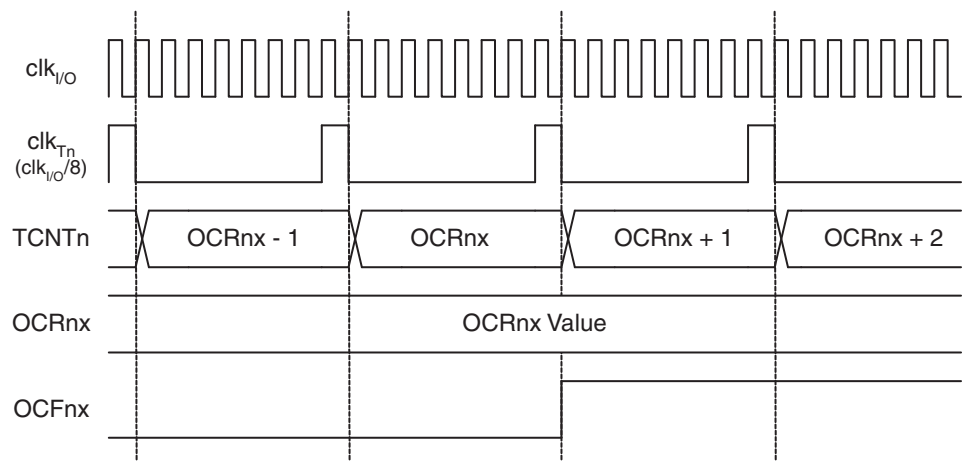 clkI/O
clkTn
(clkI/O/8)
TCNTn
OCRnx - 1
OCRnx
OCRnx + 1
OCRnx + 2
OCRnx
OCRnx Value
OCFnx